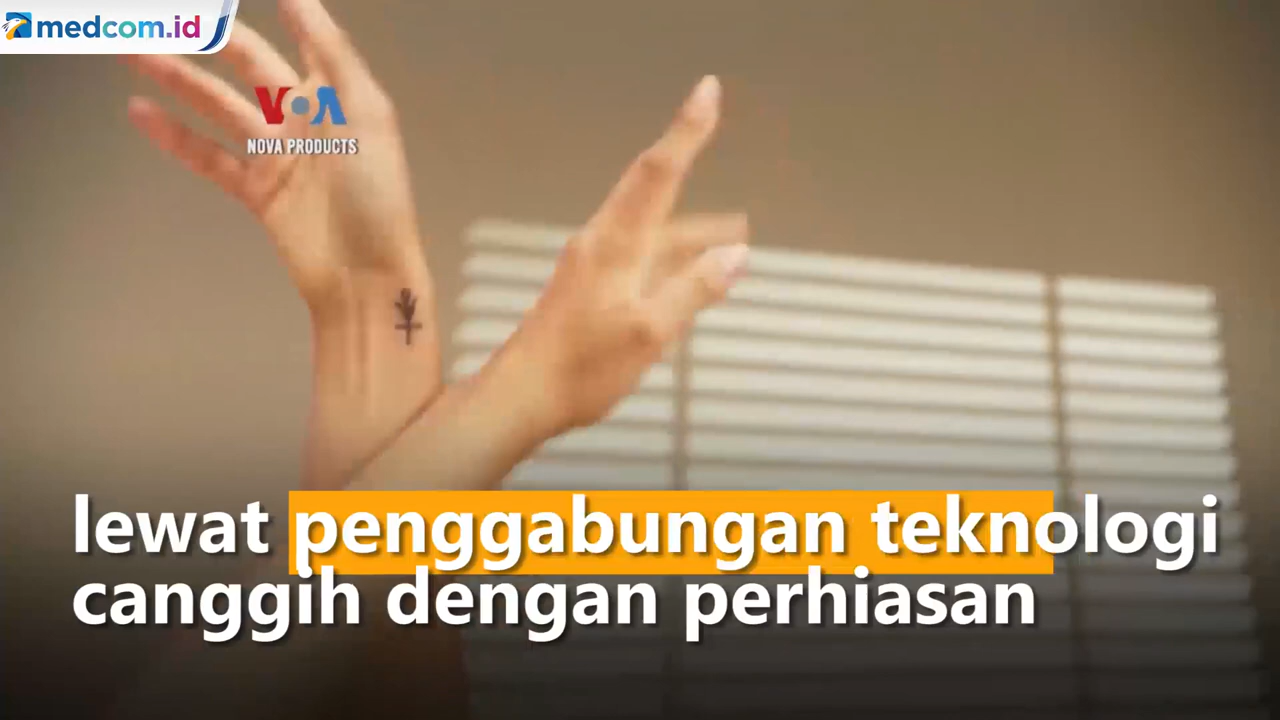 medcom.id
VOA
NOVA PRODUCTS
lewat penggabungan teknologi
canggih dengan perhiasan